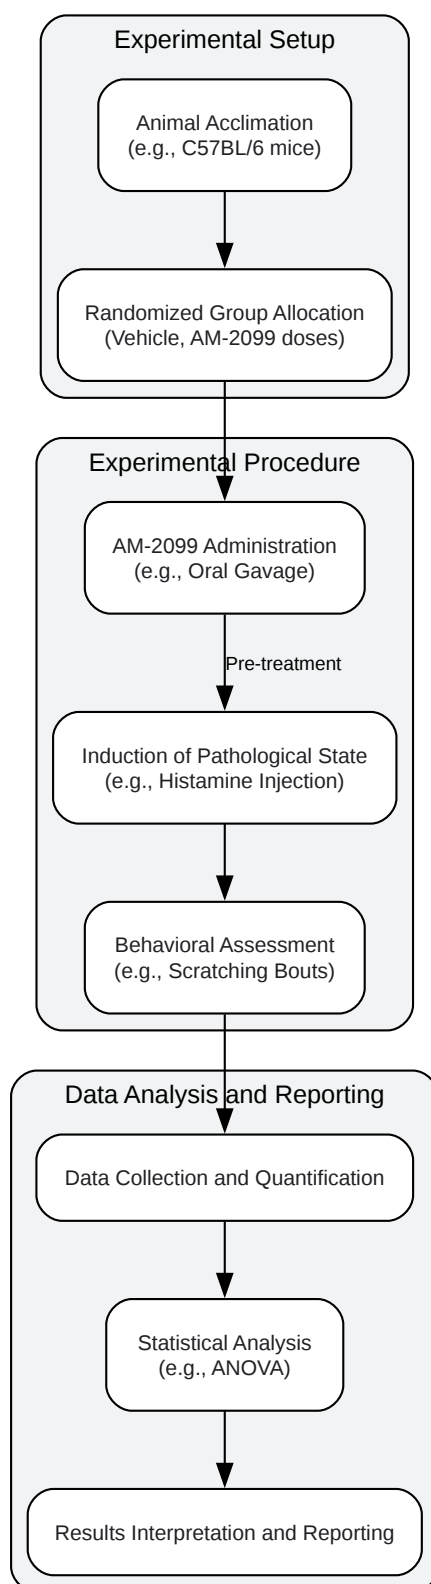 Experimental Setup
Animal Acclimation
(e.g., C57BL/6 mice)
Randomized Group Allocation
(Vehicle, AM-2099 doses)
Experimental Procedure
AM-2099 Administration
(e.g., Oral Gavage)
Pre-treatment
Induction of Pathological State
(e.g., Histamine Injection)
Behavioral Assessment
(e.g., Scratching Bouts)
Data Analysis and Reporting
Data Collection and Quantification
Statistical Analysis
(e.g., ANOVA)
Results Interpretation and Reporting